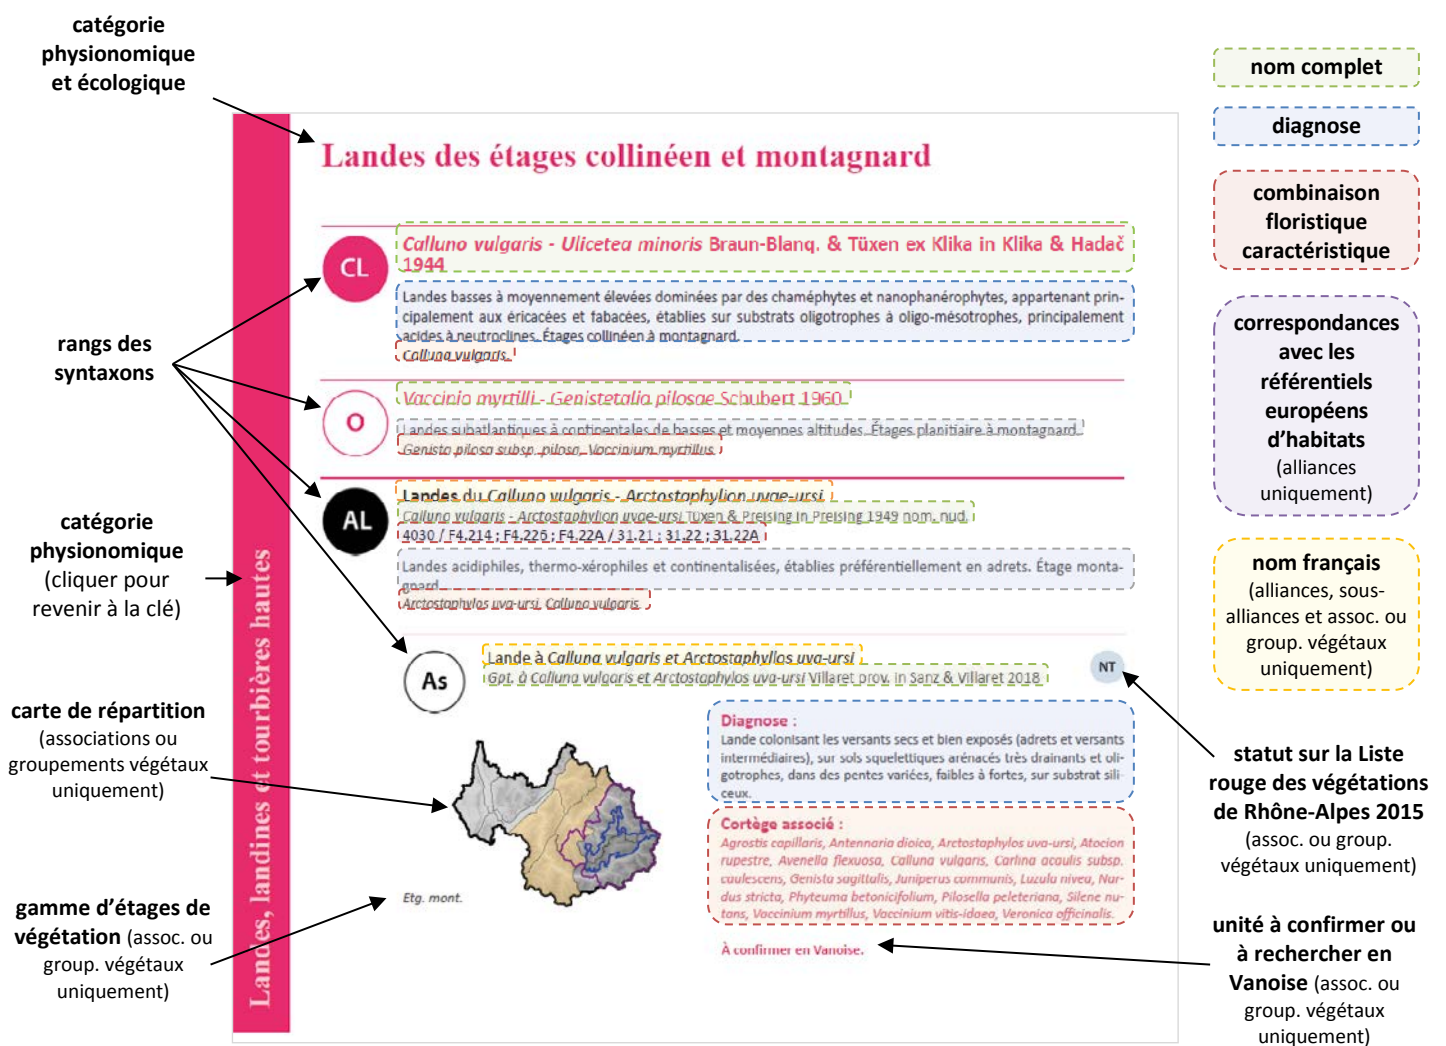 catégorie
physionomique
et écologique
rangs des
syntaxons
catégorie
physionomique
(cliquer pour
revenir à la clé)
carte de répartition
(associations ou
groupements végétaux
uniquement)
gamme d’étages de
végétation (assoc. ou
group. végétaux
uniquement)
Landes, landines et tourbières hautes
Landes des étages collinéen et montagnard
CL
Calluno vulgaris - Ulicetea minoris Braun-Blanq. & Tüxen ex Klika in Klika & Hadač
1944
Landes basses à moyennement élevées dominées par des chaméphytes et nanophanérophytes, appartenant prin-
cipalement aux éricacées et fabacées, établies sur substrats oligotrophes à oligo-mésotrophes, principalement
acides à neutroclines. Étages collinéen à montagnard.
Calluna vulgaris.
O
Vaccinio myrtilli - Genistetalia pilosae Schubert 1960
Landes subatlantiques à continentales de basses et moyennes altitudes. Étages planitiaire à montagnard.
Genista pilosa subsp. pilosa, Vaccinium myrtillus
AL
Landes du Calluno vulgaris - Arctostaphylion uvae-ursi
Calluno vulgaris - Arctostaphylion uvae-ursi Tüxen & Preising in Preising 1949 nom. nud.
4030 / F4.214 ; F4.226 ; F4.22A / 31.21 ; 31.22 ; 31.22A
Landes acidiphiles, thermo-xérophiles et continentalisées, établies préférentiellement en adrets. Étage monta-
gnard.
Arctostaphylos uva-ursi, Calluna vulgaris
As
Lande à Calluna vulgaris et Arctostaphyllos uva-ursi
Gpt. à Calluna vulgaris et Arctostaphylos uva-ursi Villaret prov. in Sanz & Villaret 2018
NT
Etg. mont.
Diagnose :
Lande colonisant les versants secs et bien exposés (adrets et versants
intermédiaires), sur sols squelettiques arénacés très drainants et oli-
gotrophes, dans des pentes variées, faibles à fortes, sur substrat sili-
ceux.
Cortège associé :
Agrostis capillaris, Antennaria dioica, Arctostaphylos uva-ursi, Atocion
rupestre, Avenella flexuosa, Calluna vulgaris, Carlina acaulis subsp.
caulescens, Genista sagittalis, Juniperus communis, Luzula nivea, Nar-
dus stricta, Phyteuma betonicifolium, Pilosella peleteriana, Silene nu-
tans, Vaccinium myrtillus, Vaccinium vitis-idaea, Veronica officinalis.
À confirmer en Vanoise.
nom complet
diagnose
combinaison
floristique
caractéristique
correspondances
avec les
référentiels
européens
d’habitats
(alliances
uniquement)
nom français
(alliances, sous-
alliances et assoc. ou
group. végétaux
uniquement)
statut sur la Liste
rouge des végétations
de Rhône-Alpes 2015
(assoc. ou group.
végétaux uniquement)
unité à confirmer ou
à rechercher en
Vanoise (assoc. ou
group. végétaux
uniquement)